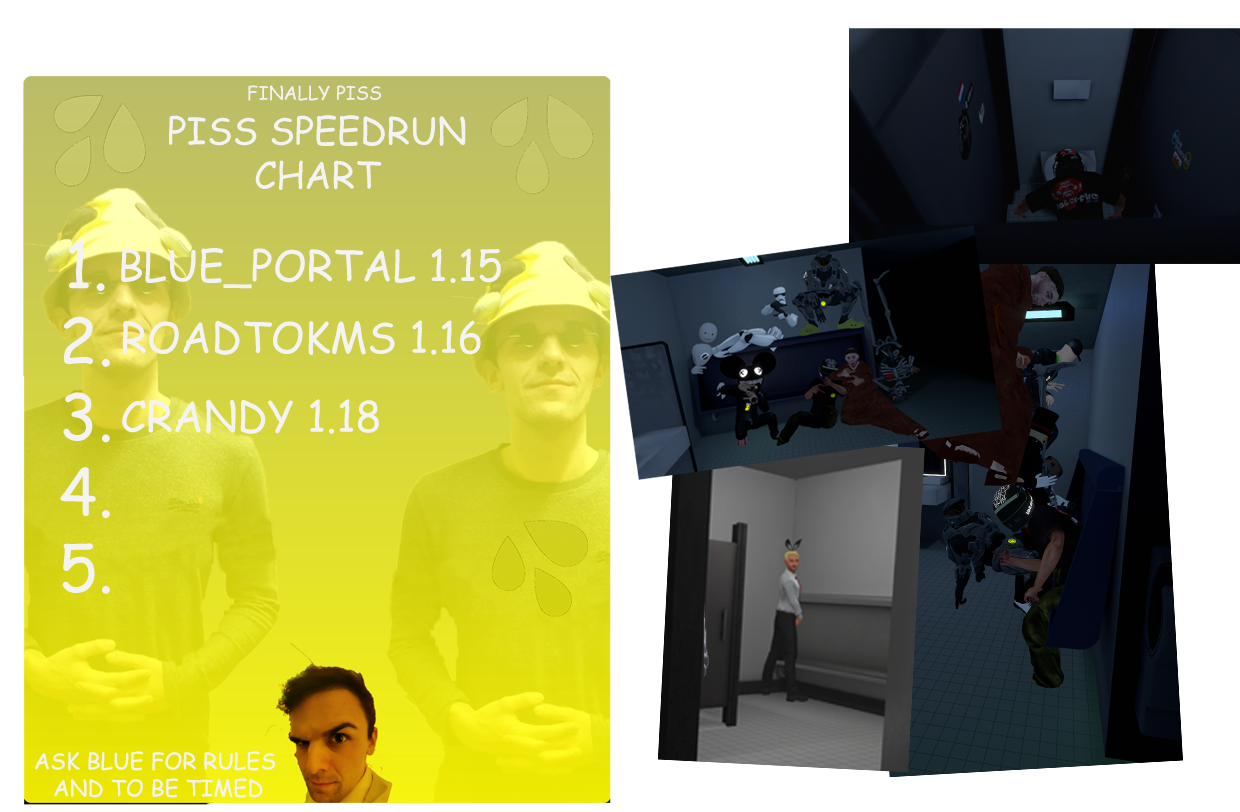 FINALLY PISS
PISS SPEEDRUN
CHART
1. BLUE_PORTAL 1.15
2. ROADTOKMS 1.16
3. CRANDY 1.18
4.
5.
ASK BLUE FOR RULES
AND TO BE TIMED